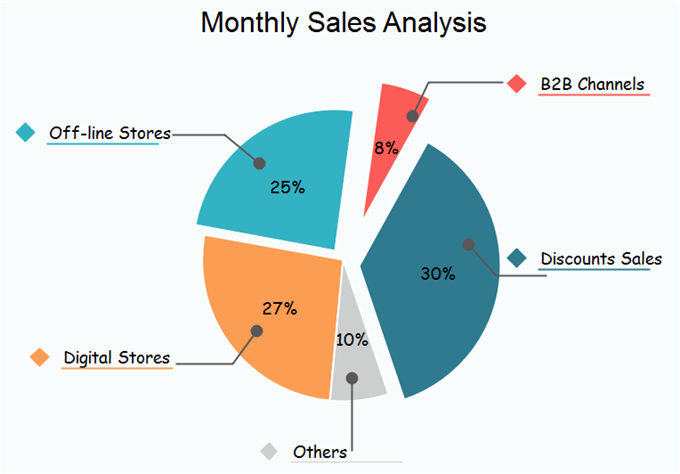 Monthly Sales Analysis
B2B Channels
Off-line Stores
8%
25%
Discounts Sales
30%
27%
10%
Digital Stores
Others